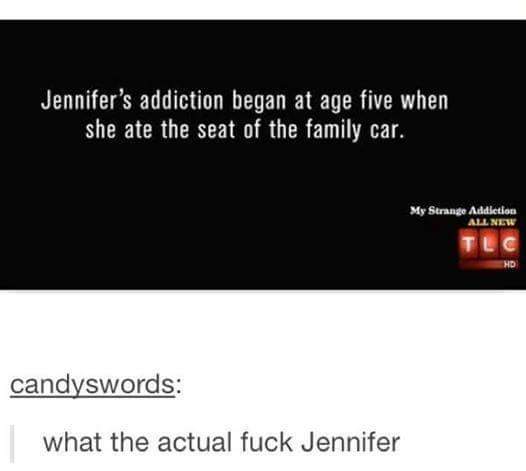 Jennifer's addiction began at age five when
she ate the seat of the family car.
My Strange Addiction
ALL NEW
TLC
HD
candyswords:
what the actual fuck Jennifer